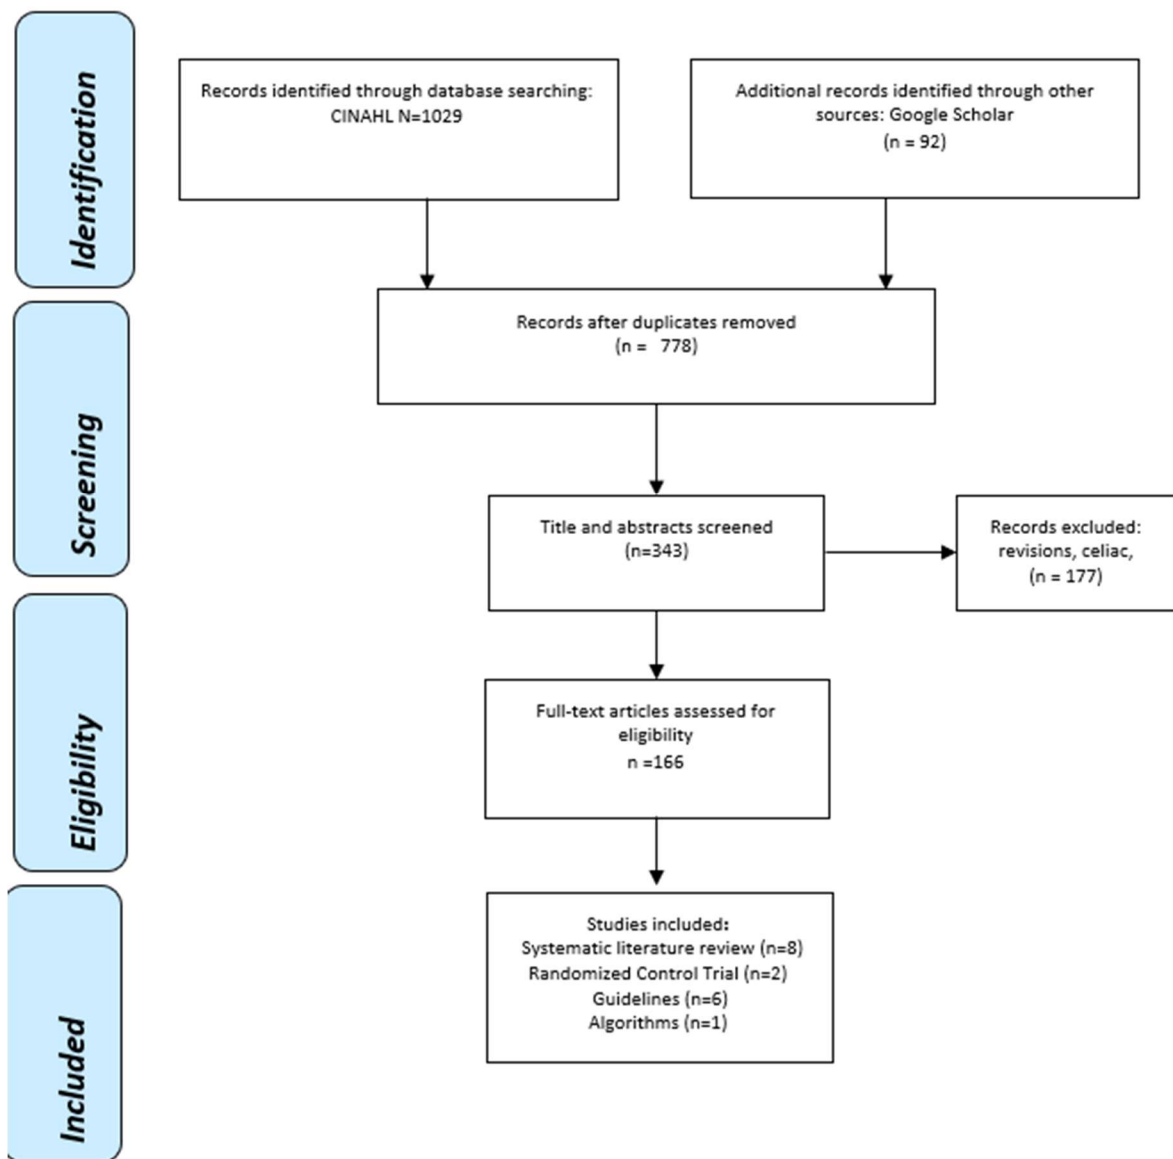 Identification
Records identified through database searching:
CINAHL N=1029
Additional records identified through other
sources: Google Scholar
(n = 92)
Records after duplicates removed
(n = 778)
Screening
Title and abstracts screened
(n=343)
Records excluded:
revisions, celiac,
(n = 177)
Eligibility
Full-text articles assessed for
eligibility
n =166
Included
Studies included:
Systematic literature review (n=8)
Randomized Control Trial (n=2)
Guidelines (n=6)
Algorithms (n=1)